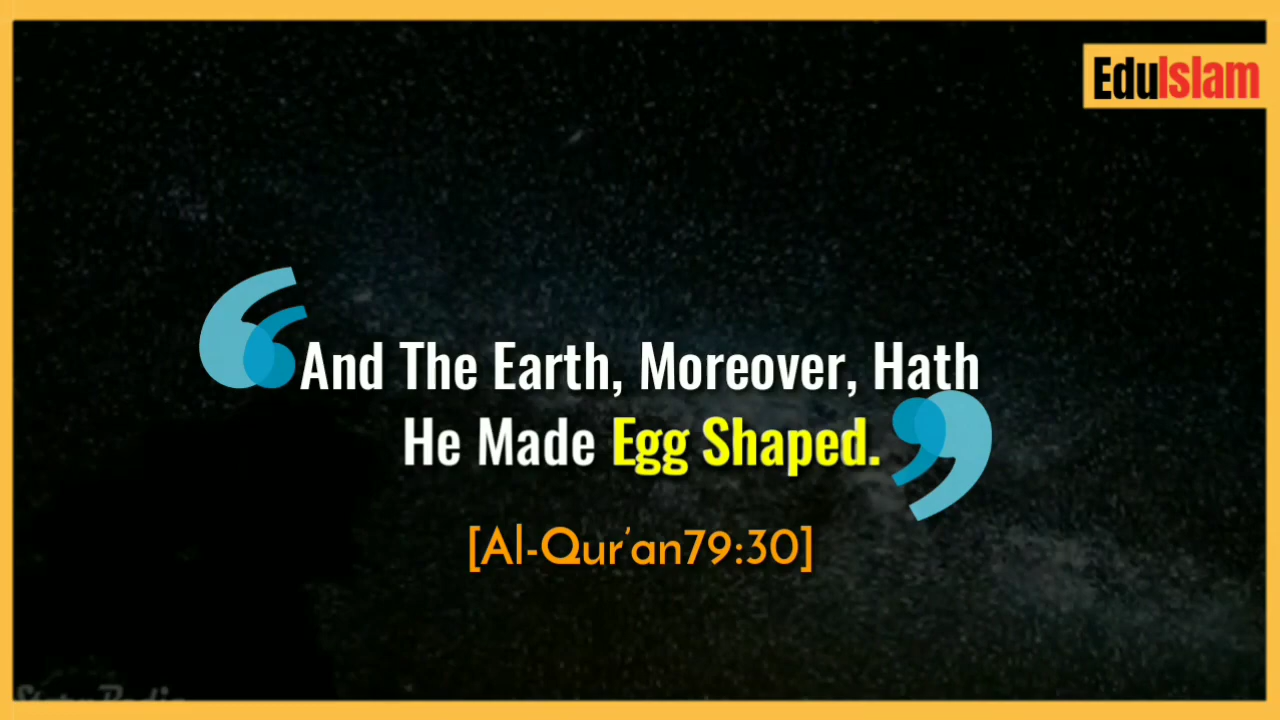 EduIslam
And The Earth, Moreover, Hath
He Made Egg Shaped.
[Al-Qur’an79:30]